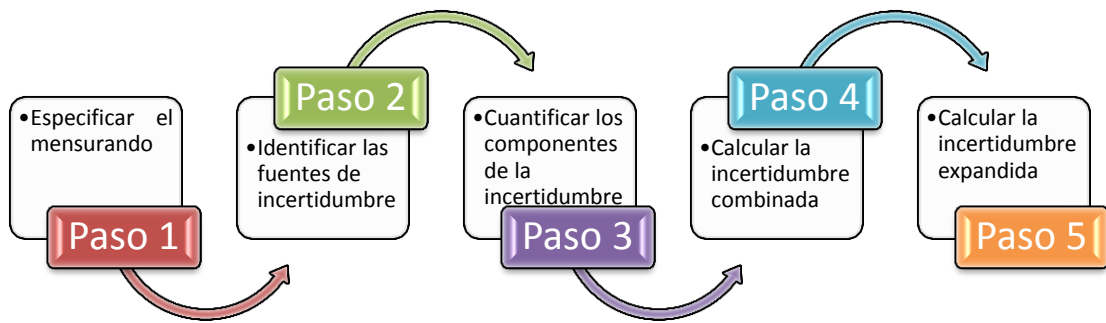 •Especificar el
mensurando
Paso 1
Paso 2
•Identificar las
fuentes de
incertidumbre
•Cuantificar los
componentes
de la
incertidumbre
Paso 3
Paso 4
•Calcular la
incertidumbre
combinada
•Calcular la
incertidumbre
expandida
Paso 5